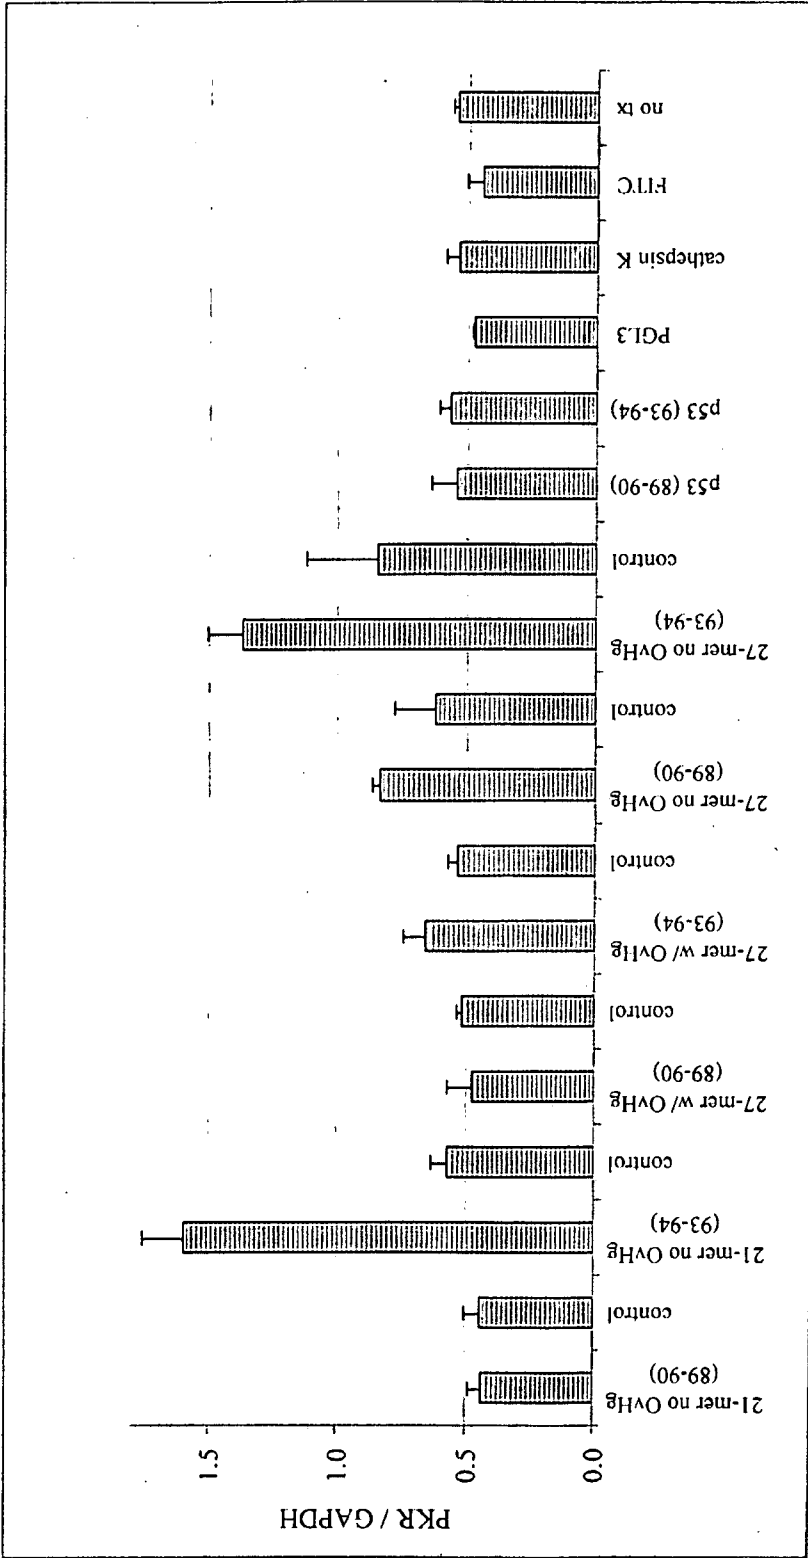 PKR / GAPDH
1.5
1.0
0.5
0.0
21-mer no OvHg
(89-90)
control
21-mer no OvHg
(93-94)
control
27-mer w/ OvHg
(89-90)
control
27-mer w/ OvHg
(93-94)
control
27-mer no OvHg
(89-90)
control
27-mer no OvHg
(93-94)
control
p53 (89-90)
p53 (93-94)
PGL3
cathepsin K
FITC
no tx